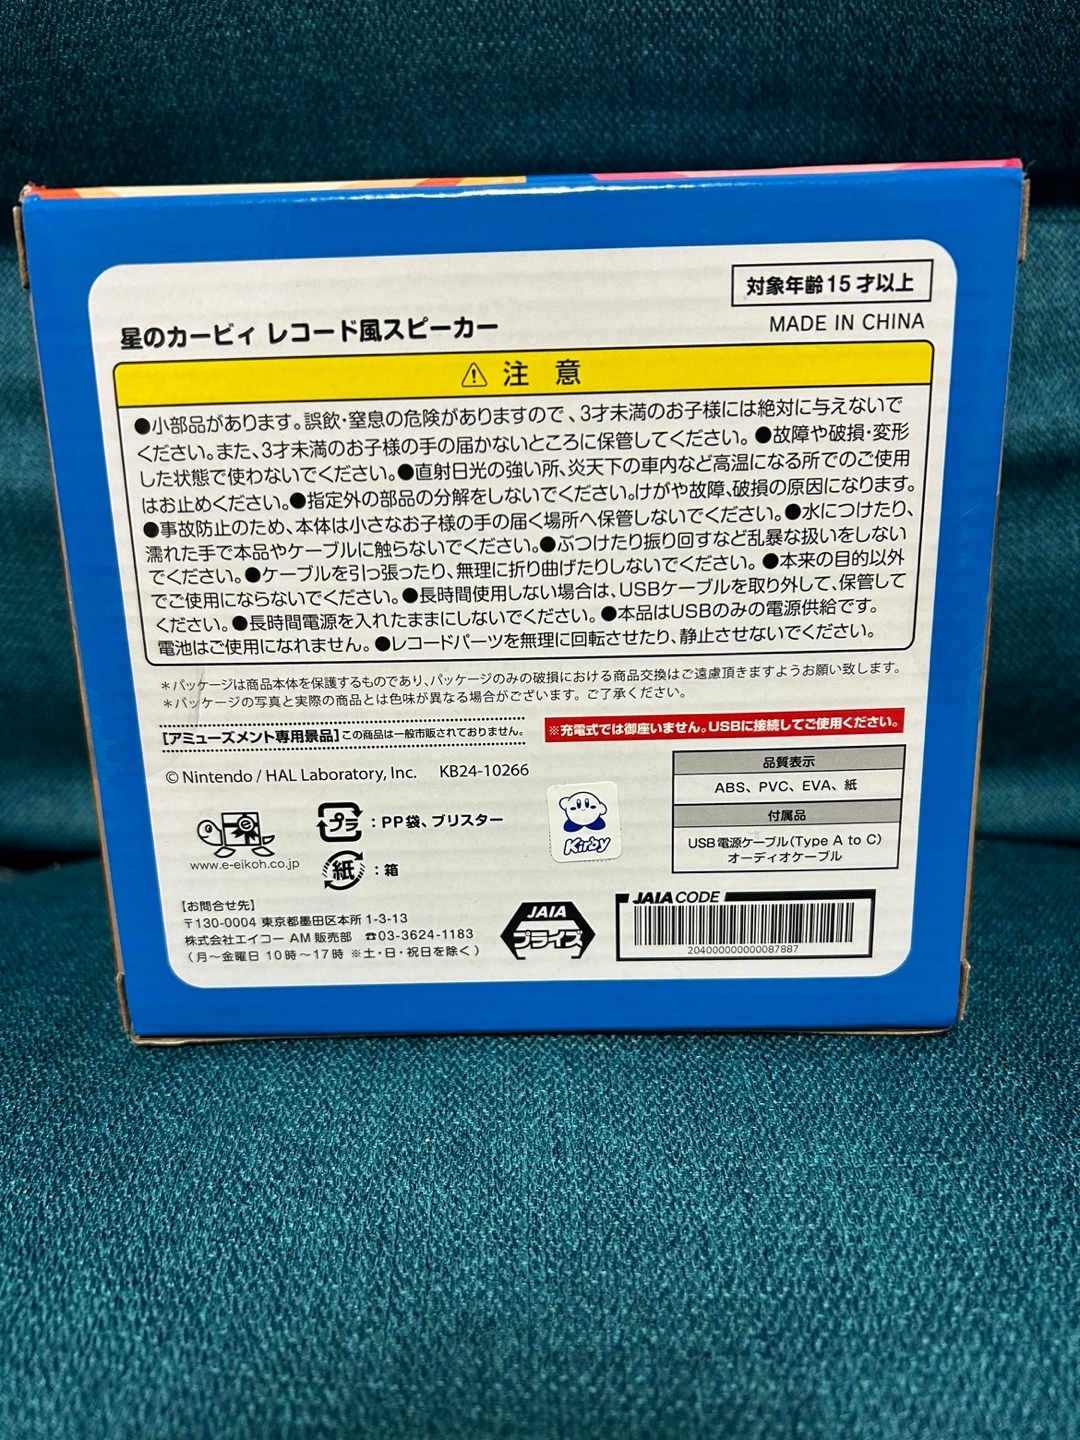 対象年齢15才以上
MADE IN CHINA
星のカービィ レコード風スピーカー
⚠ 注 意
●小部品があります。誤飲・窒息の危険がありますので、3才未満のお子様には絶対に与えないで
ください。また、3才未満のお子様の手の届かないところに保管してください。●故障や破損・変形
した状態で使わないでください。●直射日光の強い所、炎天下の車内など高温になる所でのご使用
はお止めください。●指定外の部品の分解をしないでください。けがや故障、破損の原因になります。
●事故防止のため、本体は小さなお子様の手の届く場所へ保管しないでください。●水につけたり、
濡れた手で本品やケーブルに触らないでください。●ぶつけたり振り回すなど乱暴な扱いをしない
でください。●ケーブルを引っ張ったり、無理に折り曲げたりしないでください。●本来の目的以外
でご使用にならないでください。●長時間使用しない場合は、USBケーブルを取り外して、保管して
ください。●長時間電源を入れたままにしないでください。●本品はUSBのみの電源供給です。
電池はご使用になれません。●レコードパーツを無理に回転させたり、静止させないでください。
＊パッケージは商品本体を保護するものであり、パッケージのみの破損における商品交換はご遠慮頂きますようお願い致します。
＊パッケージの写真と実際の商品とは色味が異なる場合がございます。ご了承ください。
【アミューズメント専用景品】この商品は一般市販されておりません。
※充電式では御座いません。USBに接続してご使用ください。
© Nintendo / HAL Laboratory, Inc. KB24-10266
品質表示
ABS、PVC、EVA、紙
付属品
USB電源ケーブル(Type A to C)
オーディオケーブル
www.e-eikoh.co.jp
プラ：PP袋、ブリスター
紙：箱
Kirby
【お問合せ先】
〒130-0004 東京都墨田区本所1-3-13
株式会社エイコー AM販売部 ☎03-3624-1183
(月〜金曜日 10時〜17時 ※土・日・祝日を除く)
JAIA
プライズ
JAIA CODE
204000000000087887